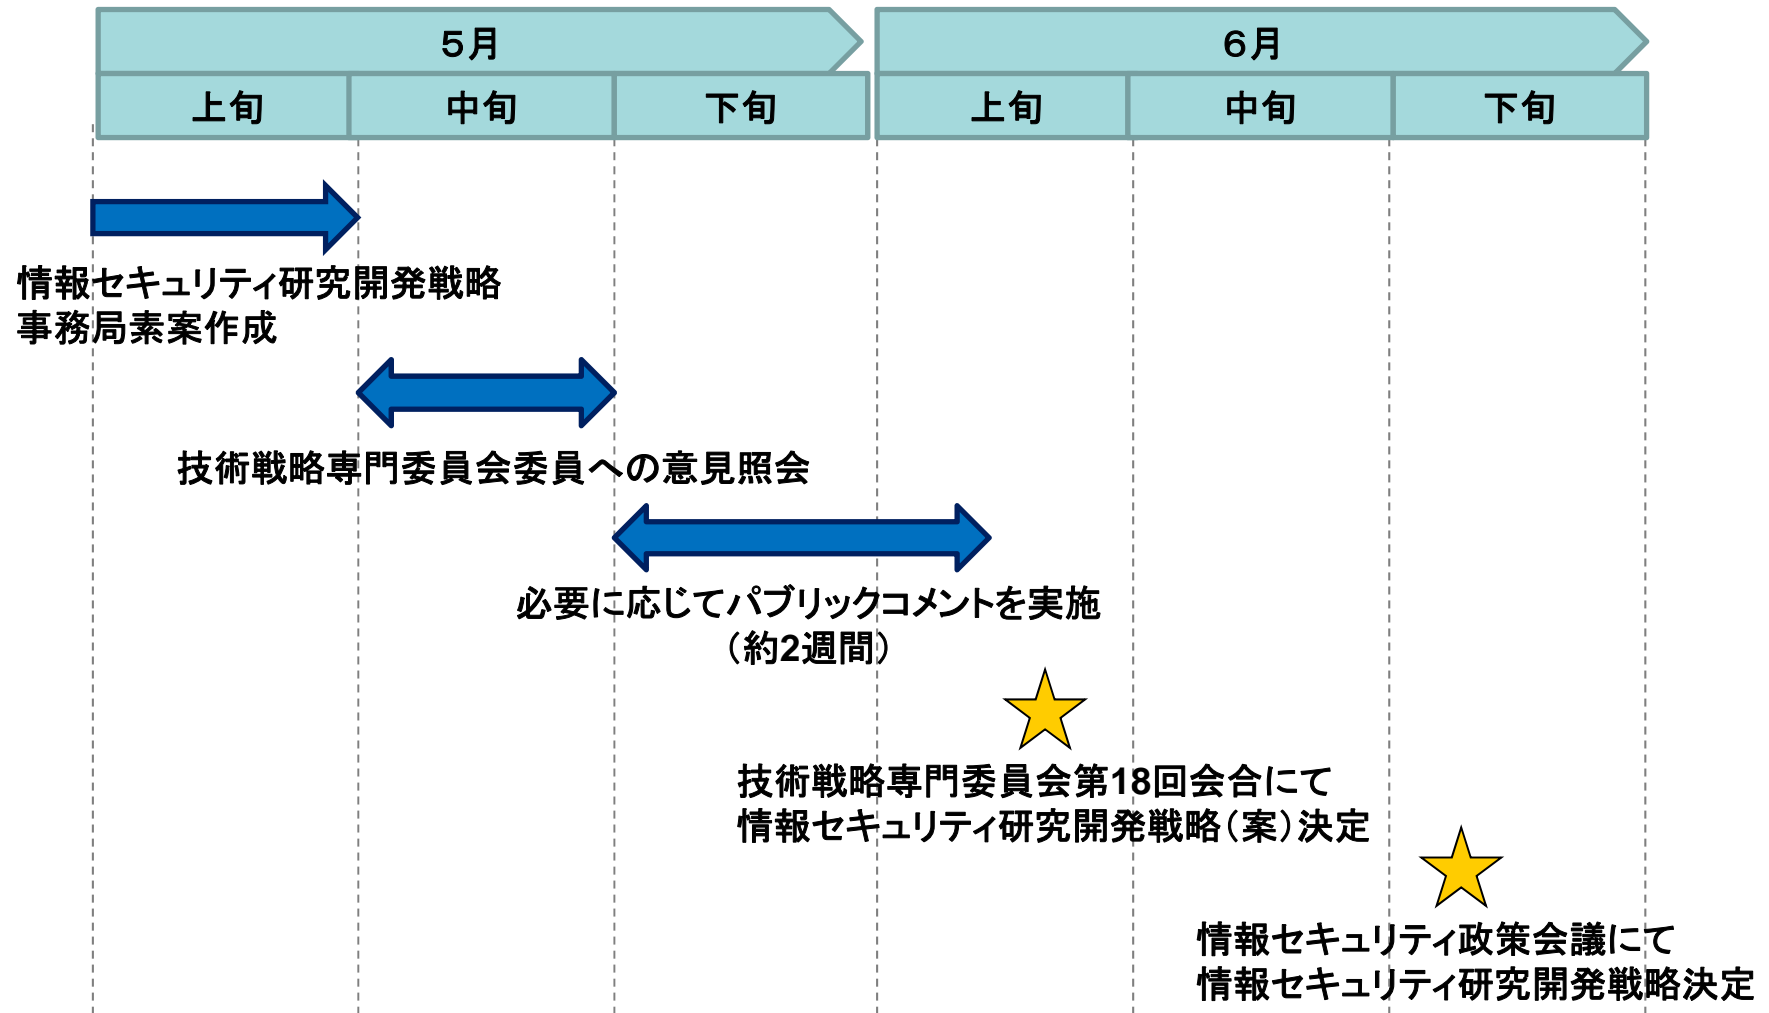 ５月
６月
上旬
中旬
下旬
上旬
中旬
下旬
情報セキュリティ研究開発戦略
事務局素案作成
技術戦略専門委員会委員への意見照会
必要に応じてパブリックコメントを実施
（約2週間）
技術戦略専門委員会第18回会合にて
情報セキュリティ研究開発戦略（案）決定
情報セキュリティ政策会議にて
情報セキュリティ研究開発戦略決定